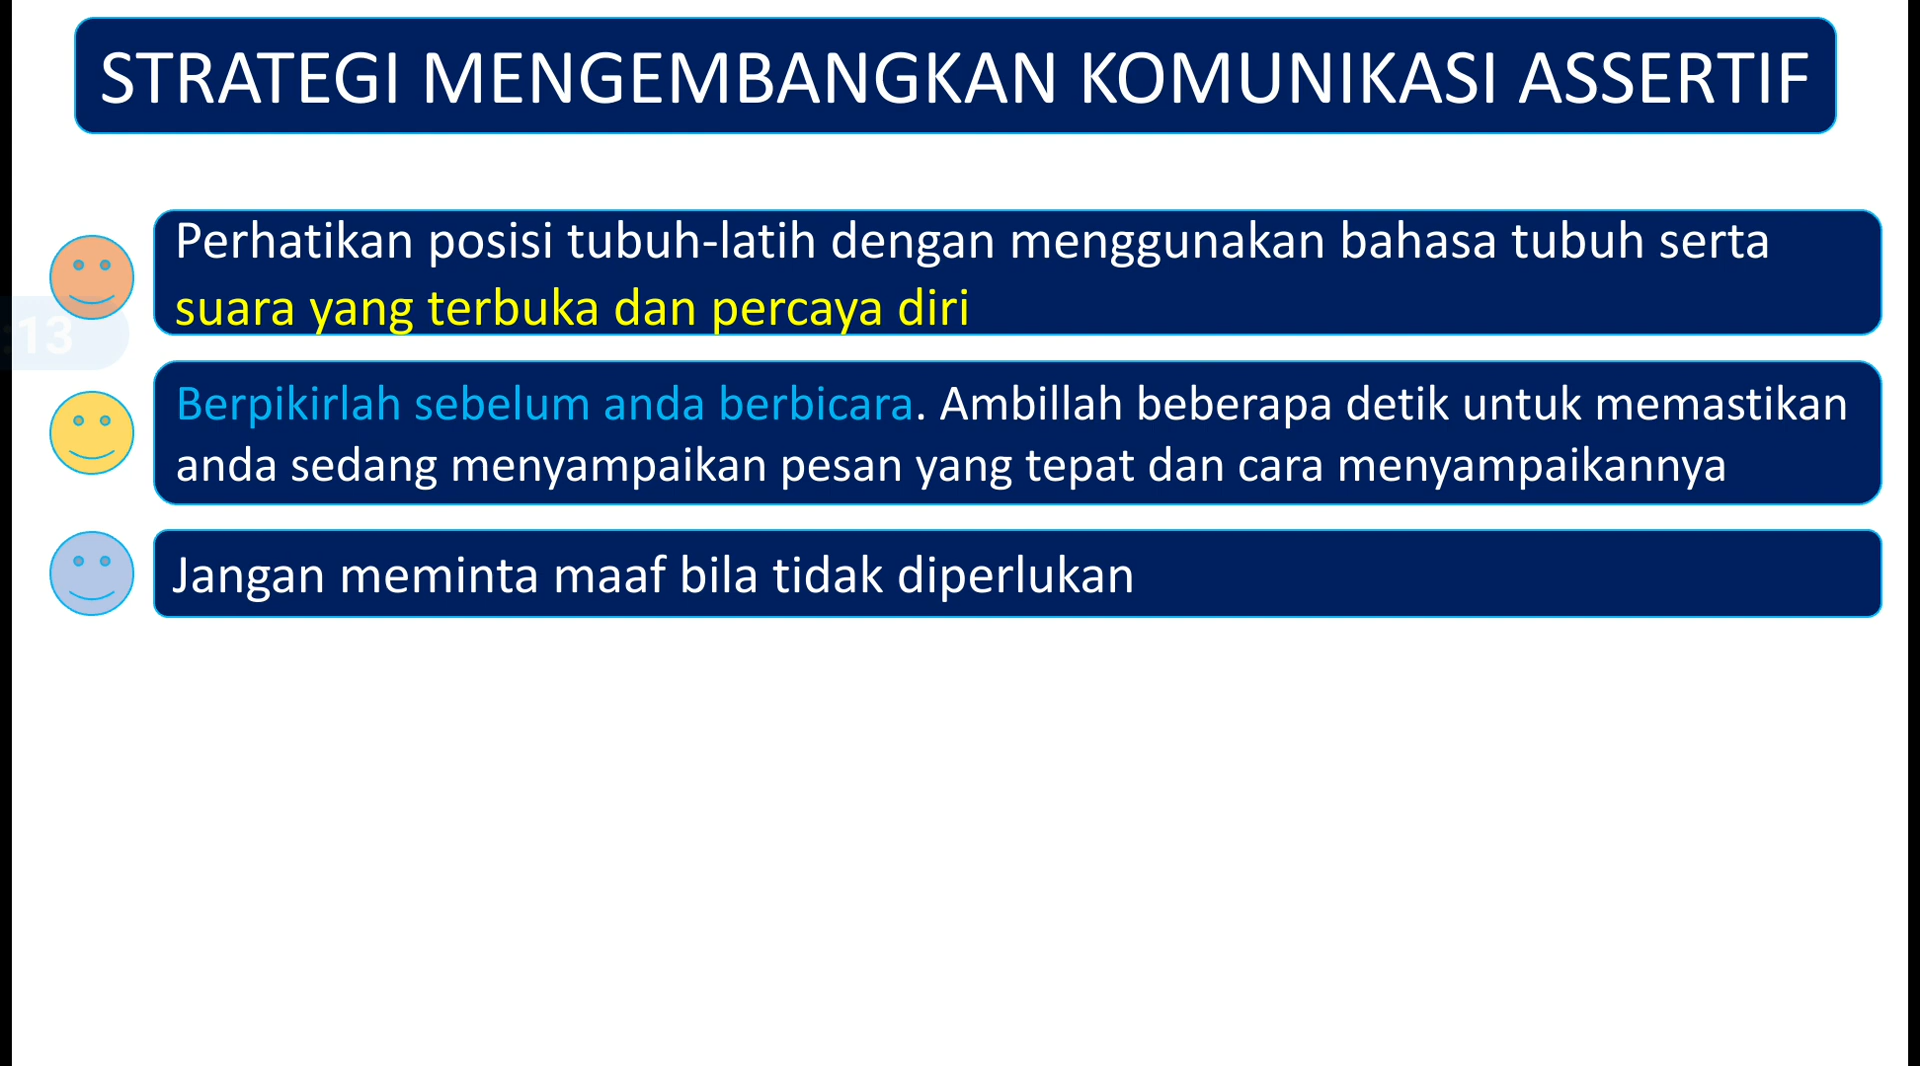 STRATEGI MENGEMBANGKAN KOMUNIKASI ASSERTIF
Perhatikan posisi tubuh-latih dengan menggunakan bahasa tubuh serta
suara yang terbuka dan percaya diri
:13
Berpikirlah sebelum anda berbicara. Ambillah beberapa detik untuk memastikan
anda sedang menyampaikan pesan yang tepat dan cara menyampaikannya
Jangan meminta maaf bila tidak diperlukan